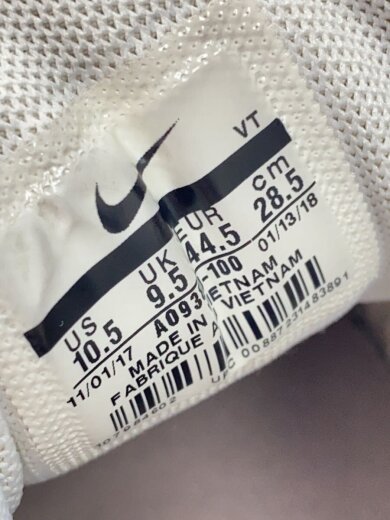 VT
US UK EUR cm
10.5 9.5 44.5 28.5
11/01/17 01/13/18
-100
MADE IN VIETNAM
FABRIQUE VIETNAM